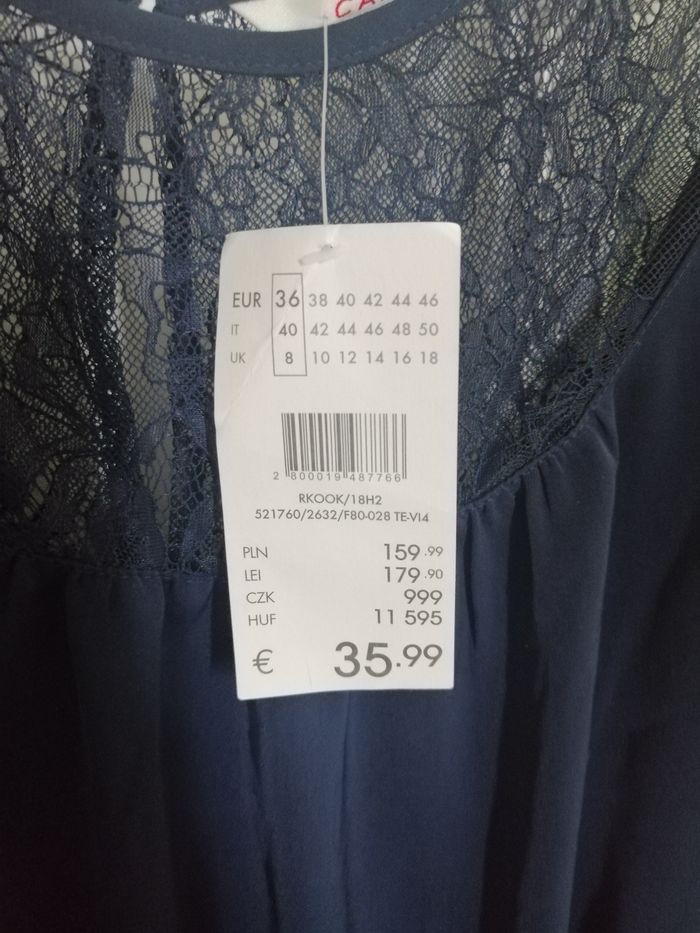 EUR 36 38 40 42 44 46
IT 40 42 44 46 48 50
UK 8 10 12 14 16 18
2 800019 487766
RKOOK/18H2
521760/2632/F80-028 TE-VI4
PLN 159.99
LEI 179.90
CZK 999
HUF 11 595
€ 35.99